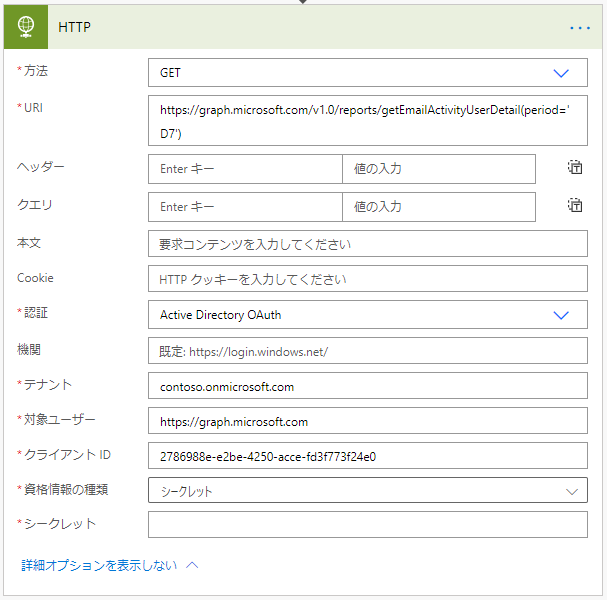 HTTP
*方法
GET
*URI
https://graph.microsoft.com/v1.0/reports/getEmailActivityUserDetail(period='
D7')
ヘッダー
Enter キー
値の入力
クエリ
Enter キー
値の入力
本文
要求コンテンツを入力してください
Cookie
HTTP クッキーを入力してください
*認証
Active Directory OAuth
機関
既定: https://login.windows.net/
*テナント
contoso.onmicrosoft.com
*対象ユーザー
https://graph.microsoft.com
*クライアント ID
2786988e-e2be-4250-acce-fd3f773f24e0
*資格情報の種類
シークレット
*シークレット
詳細オプションを表示しない